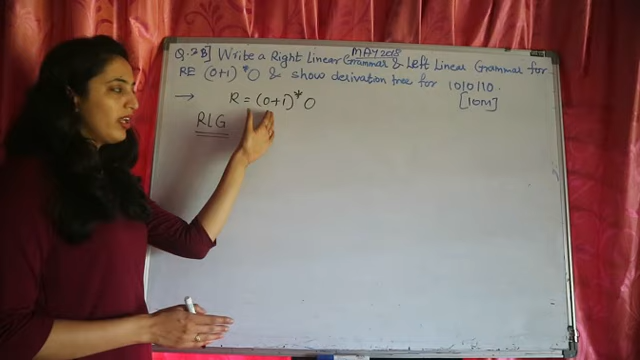 MAY 2018
Q.2B] Write a Right Linear Grammar & Left Linear Grammar for
RE (0+1)*0 & show derivation tree for 1010110.
[10M]
→ R = (0+1)*0
RLG